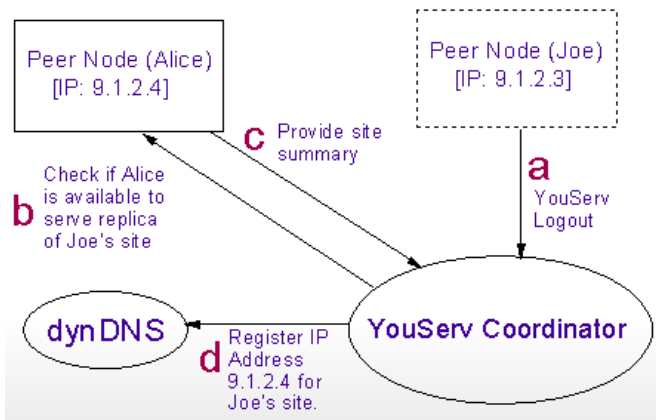 Peer Node (Alice)
[IP: 9.1.2.4]
Peer Node (Joe)
[IP: 9.1.2.3]
c
Provide site
summary
a
YouServ
Logout
b
Check if Alice
is available to
serve replica
of Joe's site
dynDNS
d
Register IP
Address
9.1.2.4 for
Joe's site.
YouServ Coordinator